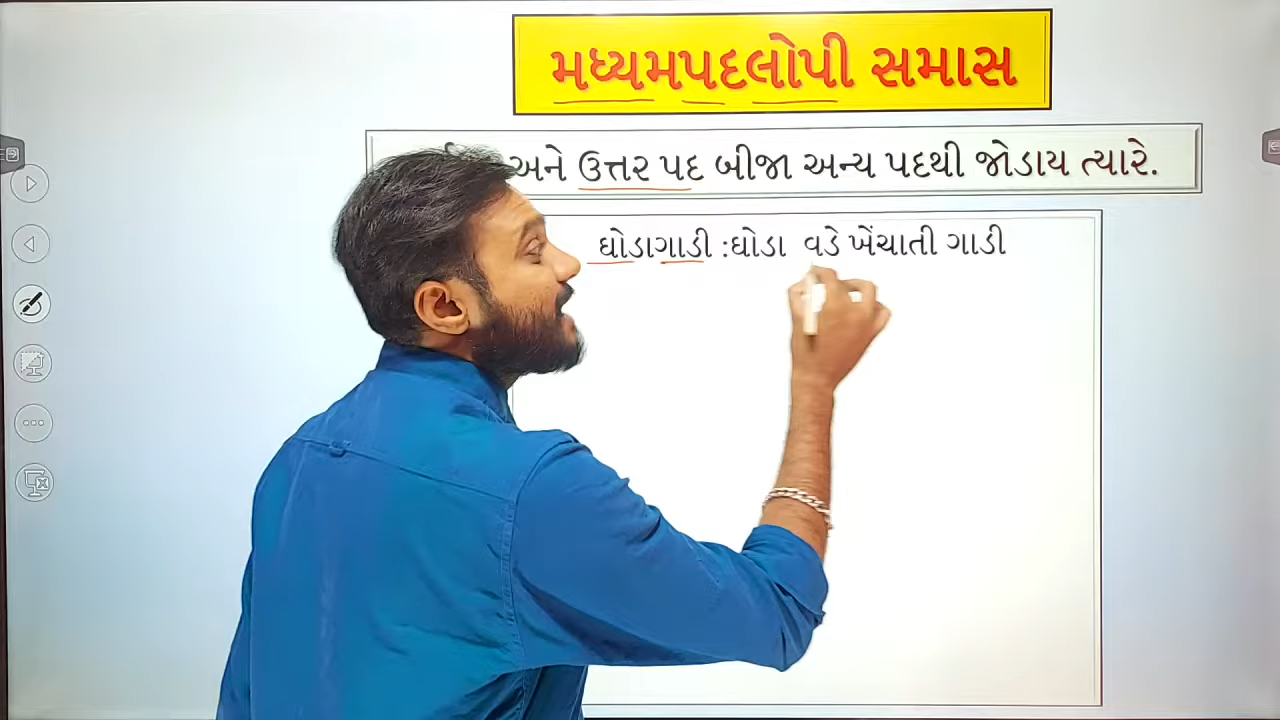 મધ્યમપદલોપી સમાસ
અને ઉત્તર પદ બીજા અન્ય પદથી જોડાય ત્યારે.
ઘોડાગાડી :ઘોડા વડે ખેંચાતી ગાડી